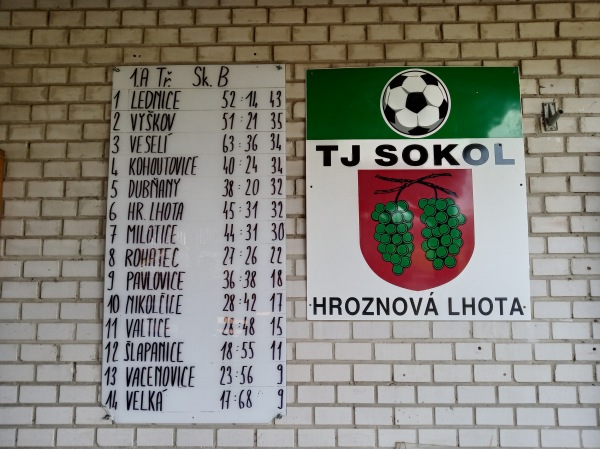 1.A Tř. Sk. B
1 LEDNICE 52:14 43
2 VYŠKOV 51:21 35
3 VESELÍ 63:36 34
4 KOHOUTOVICE 40:24 34
5 DUBŇANY 38:20 32
6 HR. LHOTA 45:31 32
7 MILOTICE 44:31 30
8 ROHATEC 27:26 22
9 PAVLOVICE 36:38 18
10 NIKOLČICE 28:42 17
11 VALTICE 28:48 15
12 ŠLAPANICE 18:55 11
13 VACENOVICE 23:56 9
14 VELKÁ 17:68 9
TJ SOKOL
HROZNOVÁ LHOTA